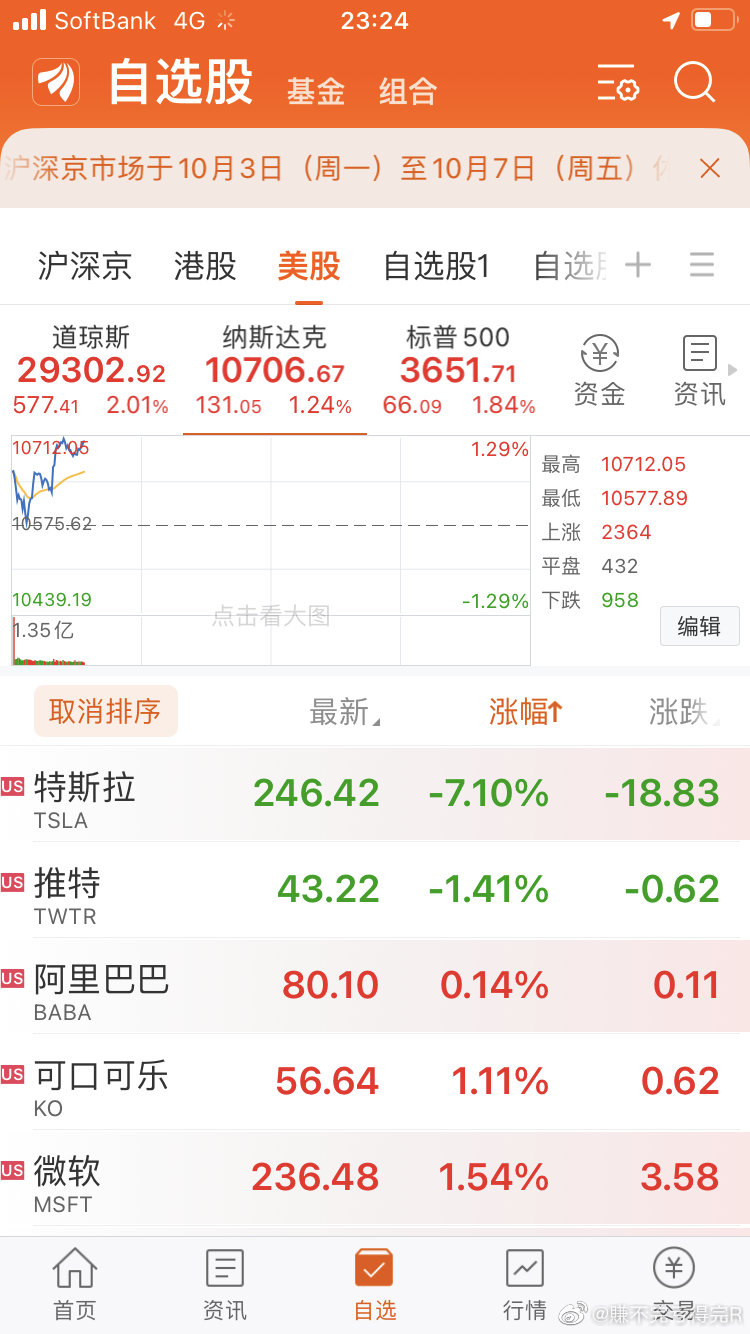 SoftBank 4G 23:24
自选股 基金 组合
沪深京市场于10月3日（周一）至10月7日（周五）休
沪深京 港股 美股 自选股1 自选股
道琼斯 纳斯达克 标普500
29302.92 10706.67 3651.71
577.41 2.01% 131.05 1.24% 66.09 1.84%
资金 资讯
10712.05 1.29%
10575.62
10439.19 -1.29%
点击看大图
1.35亿
最高 10712.05
最低 10577.89
上涨 2364
平盘 432
下跌 958
编辑
取消排序 最新 涨幅↑ 涨跌
US 特斯拉 246.42 -7.10% -18.83
TSLA
US 推特 43.22 -1.41% -0.62
TWTR
US 阿里巴巴 80.10 0.14% 0.11
BABA
US 可口可乐 56.64 1.11% 0.62
KO
US 微软 236.48 1.54% 3.58
MSFT
首页 资讯 自选 行情 交易